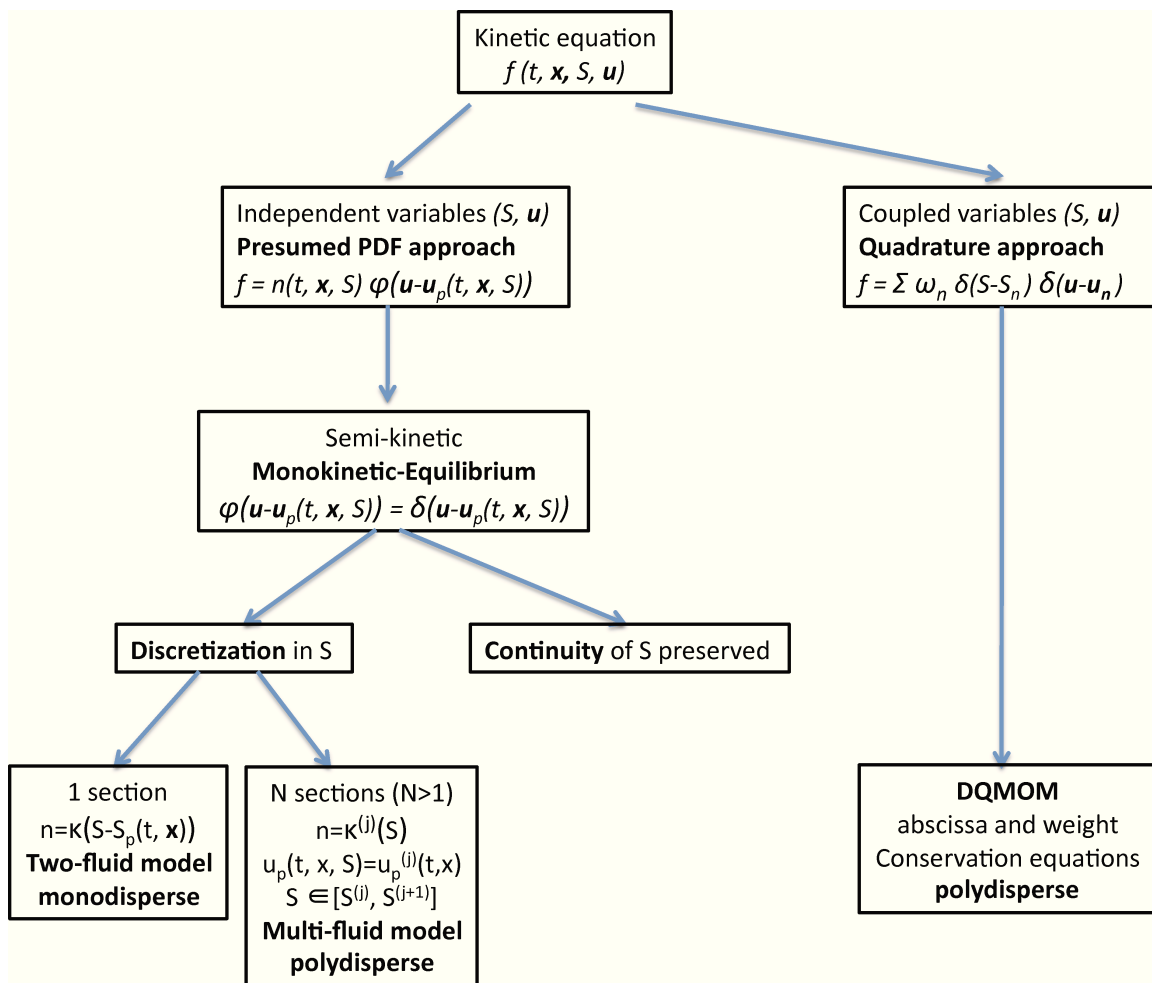 Kinetic equation
f (t, x, S, u)
Independent variables (S, u)
Presumed PDF approach
f = n(t, x, S) φ(u-uₚ(t, x, S))
Coupled variables (S, u)
Quadrature approach
f = Σ ωₙ δ(S-Sₙ) δ(u-uₙ)
Semi-kinetic
Monokinetic-Equilibrium
φ(u-uₚ(t, x, S)) = δ(u-uₚ(t, x, S))
Discretization in S
Continuity of S preserved
1 section
n=κ(S-Sₚ(t, x))
Two-fluid model
monodisperse
N sections (N>1)
n=κ⁽ʲ⁾(S)
uₚ(t, x, S)=uₚ⁽ʲ⁾(t,x)
S ∈ [S⁽ʲ⁾, S⁽ʲ⁺¹⁾]
Multi-fluid model
polydisperse
DQMOM
abscissa and weight
Conservation equations
polydisperse